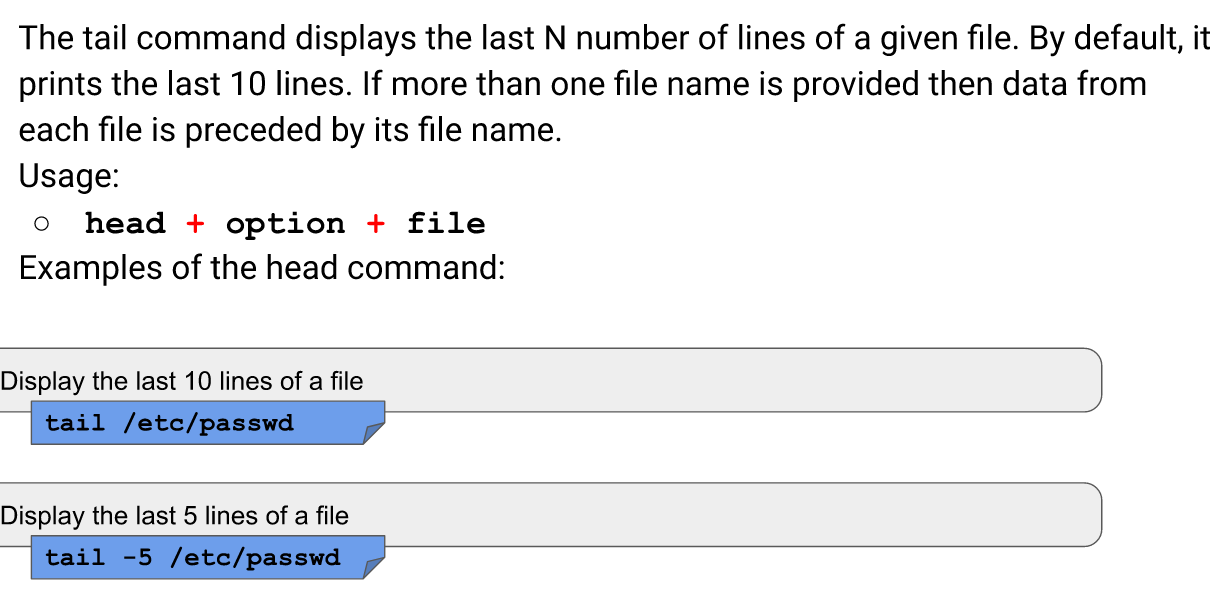 The tail command displays the last N number of lines of a given file. By default, it
prints the last 10 lines. If more than one file name is provided then data from
each file is preceded by its file name.
Usage:
○ head + option + file
Examples of the head command:
Display the last 10 lines of a file
tail /etc/passwd
Display the last 5 lines of a file
tail -5 /etc/passwd